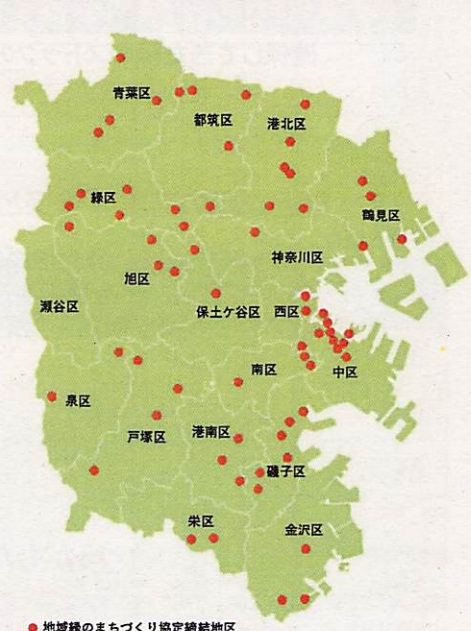 青葉区
都筑区
港北区
緑区
鶴見区
神奈川区
旭区
瀬谷区
保土ケ谷区
西区
中区
南区
泉区
港南区
戸塚区
磯子区
栄区
金沢区
地域緑のまちづくり協定締結地区